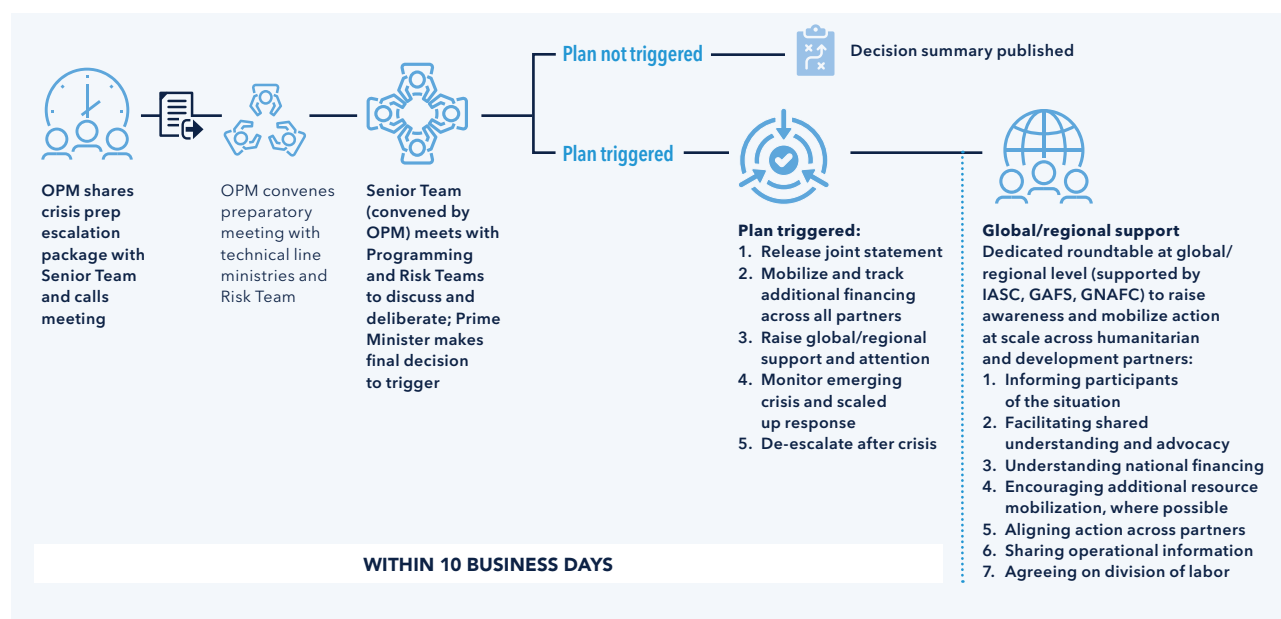 OPM shares
crisis prep
escalation
package with
Senior Team
and calls
meeting
OPM convenes
preparatory
meeting with
technical line
ministries and
Risk Team
Senior Team
(convened by
OPM) meets with
Programming
and Risk Teams
to discuss and
deliberate; Prime
Minister makes
final decision
to trigger
Plan not triggered
Decision summary published
Plan triggered
Plan triggered:
1. Release joint statement
2. Mobilize and track
additional financing
across all partners
3. Raise global/regional
support and attention
4. Monitor emerging
crisis and scaled
up response
5. De-escalate after crisis
Global/regional support
Dedicated roundtable at global/
regional level (supported by
IASC, GAFS, GNAFC) to raise
awareness and mobilize action
at scale across humanitarian
and development partners:
1. Informing participants
of the situation
2. Facilitating shared
understanding and advocacy
3. Understanding national financing
4. Encouraging additional resource
mobilization, where possible
5. Aligning action across partners
6. Sharing operational information
7. Agreeing on division of labor
WITHIN 10 BUSINESS DAYS